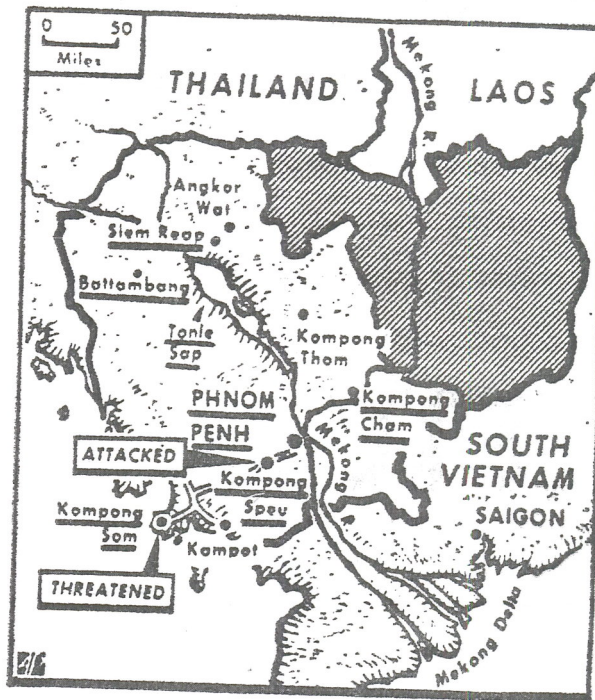 0 50
Miles
THAILAND
LAOS
Mekong R.
Angkor
Wat
Siem Reap
Battambang
Tonle
Sap
Kompong
Thom
PHNOM
PENH
Kompong
Cham
ATTACKED
Mekong R.
SOUTH
VIETNAM
Kompong
Speu
SAIGON
Kompong
Som
Kampot
THREATENED
Mekong Delta